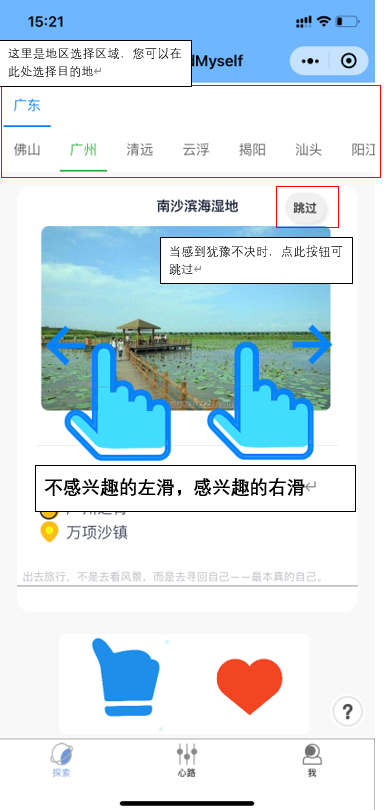 15:21
这里是地区选择区域，您可以在
此处选择目的地
dMyself
广东
佛山 广州 清远 云浮 揭阳 汕头 阳江
南沙滨海湿地
跳过
当感到犹豫不决时，点此按钮可
跳过
不感兴趣的左滑，感兴趣的右滑
万项沙镇
出去旅行，不是去看风景，而是去寻回自己——最本真的自己。
?
探索 心路 我